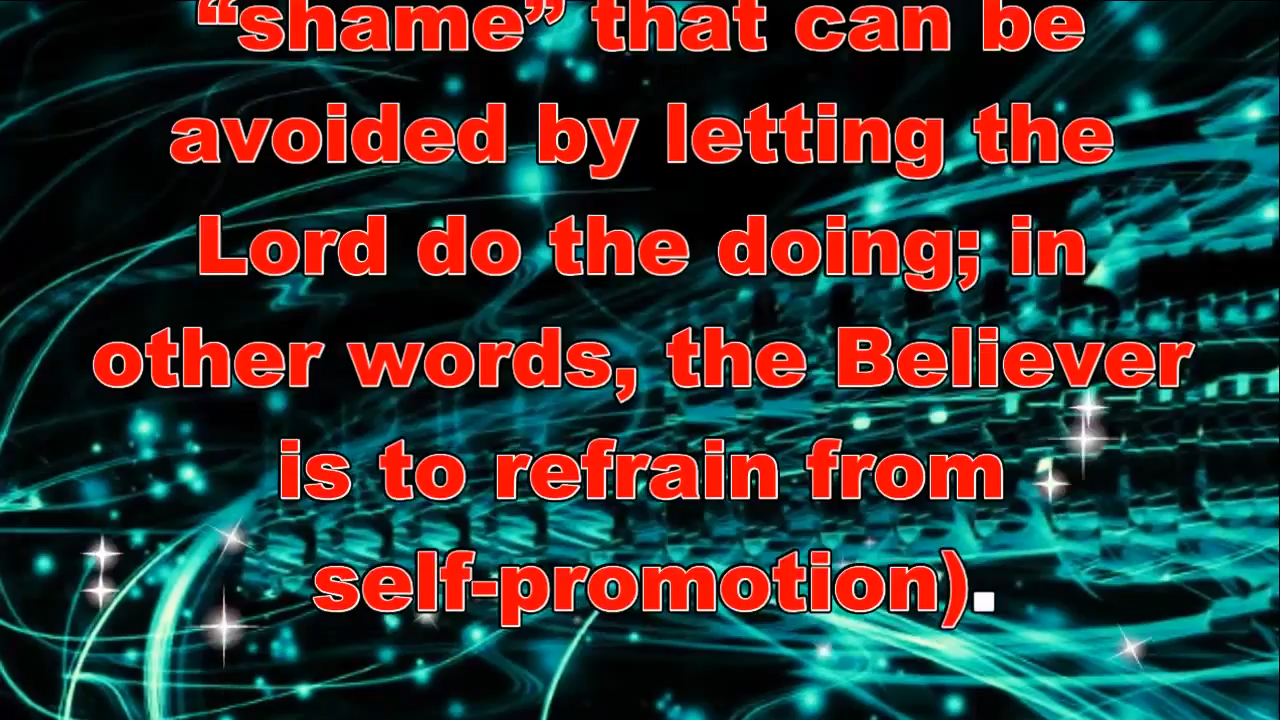 “shame” that can be
avoided by letting the
Lord do the doing; in
other words, the Believer
is to refrain from
self-promotion).